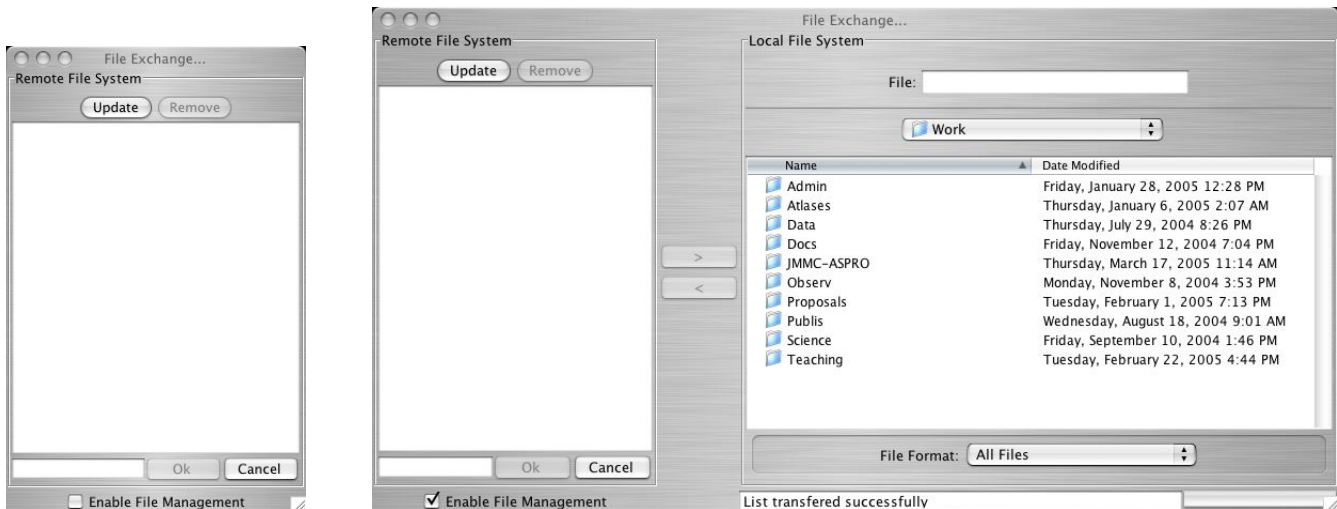 File Exchange...
Remote File System
Update Remove
Ok Cancel
Enable File Management
File Exchange...
Remote File System
Update Remove
Ok Cancel
Enable File Management
>
<
Local File System
File:
Work
Name Date Modified
Admin Friday, January 28, 2005 12:28 PM
Atlases Thursday, January 6, 2005 2:07 AM
Data Thursday, July 29, 2004 8:26 PM
Docs Friday, November 12, 2004 7:04 PM
JMMC-ASPRO Thursday, March 17, 2005 11:14 AM
Observ Monday, November 8, 2004 3:53 PM
Proposals Tuesday, February 1, 2005 7:13 PM
Publis Wednesday, August 18, 2004 9:01 AM
Science Friday, September 10, 2004 1:46 PM
Teaching Tuesday, February 22, 2005 4:44 PM
File Format: All Files
List transfered successfully